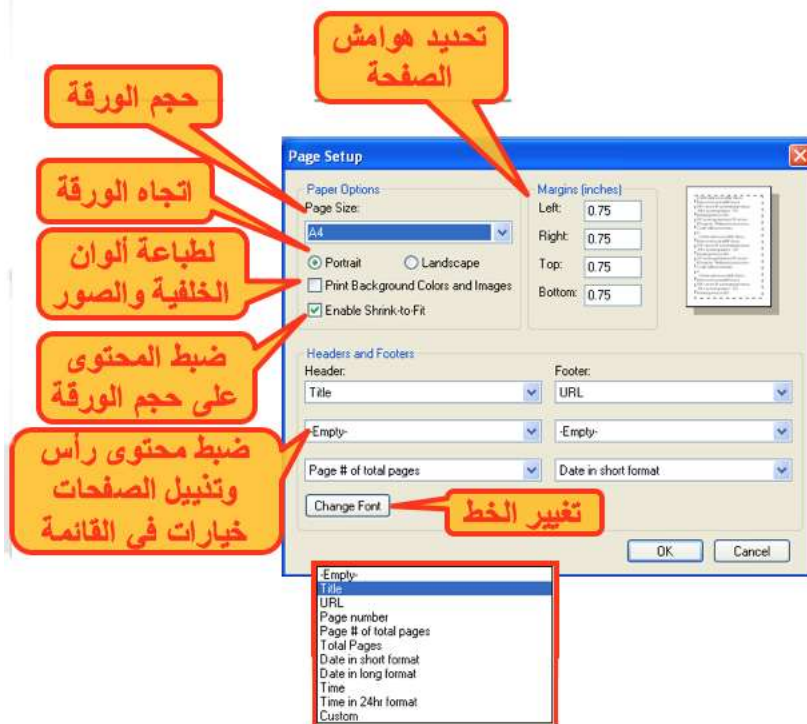 تحديد هوامش
الصفحة
حجم الورقة
اتجاه الورقة
لطباعة ألوان
الخلفية والصور
ضبط المحتوى
على حجم الورقة
ضبط محتوى رأس
وتذييل الصفحات
خيارات في القائمة
تغيير الخط
Page Setup
Paper Options
Page Size:
A4
Portrait
Landscape
Print Background Colors and Images
Enable Shrink-to-Fit
Margins (inches)
Left: 0.75
Right: 0.75
Top: 0.75
Bottom: 0.75
Headers and Footers
Header:
Footer:
Title
URL
-Empty-
-Empty-
Page # of total pages
Date in short format
Change Font
OK
Cancel
-Empty-
Title
URL
Page number
Page # of total pages
Total Pages
Date in short format
Date in long format
Time
Time in 24hr format
Custom